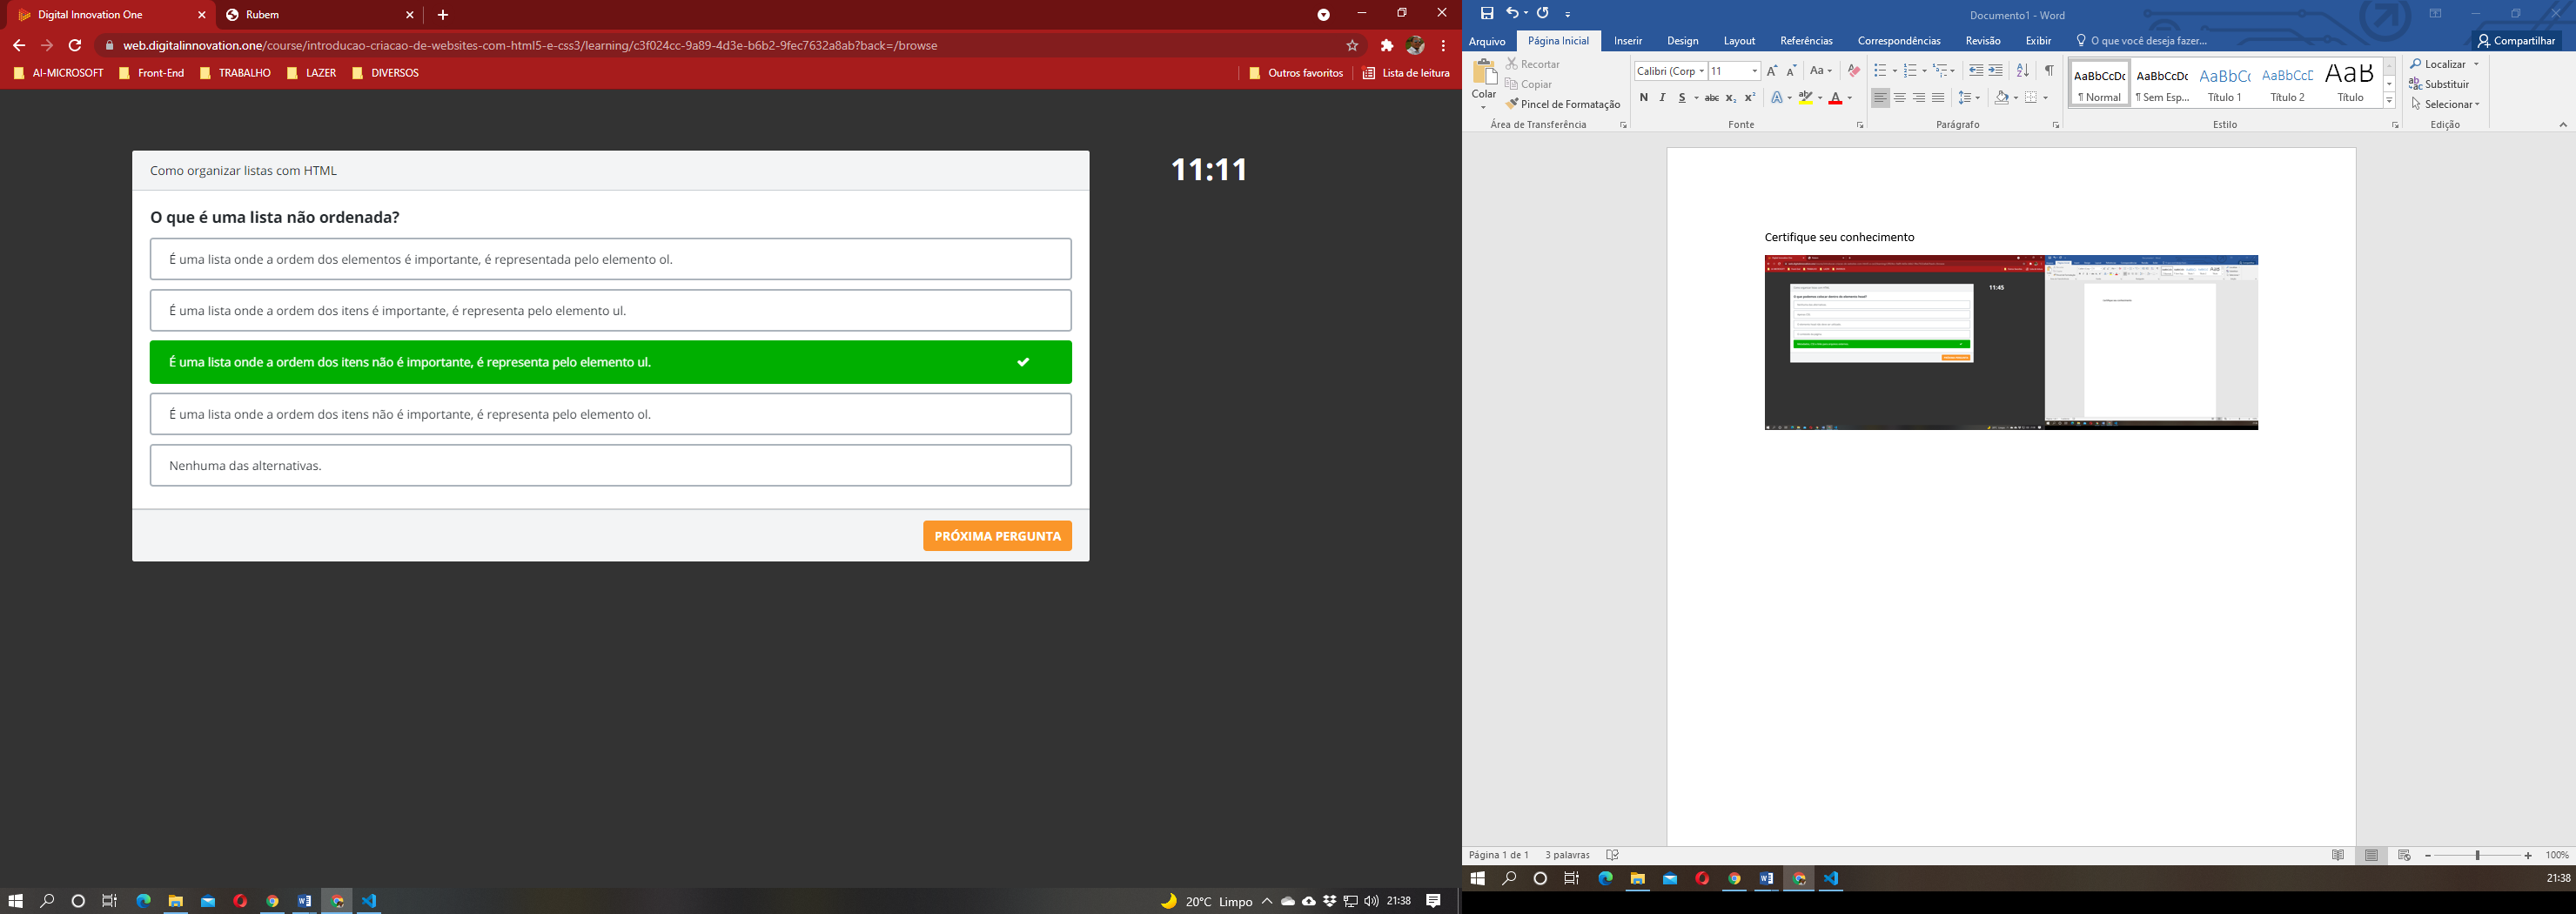 Digital Innovation One
Rubem
web.digitalinnovation.one/course/introducao-criacao-de-websites-com-html5-e-css3/learning/c3f024cc-9a89-4d3e-b6b2-9fec7632a8ab?back=/browse
AI-MICROSOFT
Front-End
TRABALHO
LAZER
DIVERSOS
Outros favoritos
Lista de leitura
Como organizar listas com HTML
11:11
O que é uma lista não ordenada?
É uma lista onde a ordem dos elementos é importante, é representada pelo elemento ol.
É uma lista onde a ordem dos itens é importante, é representa pelo elemento ul.
É uma lista onde a ordem dos itens não é importante, é representa pelo elemento ul.
É uma lista onde a ordem dos itens não é importante, é representa pelo elemento ol.
Nenhuma das alternativas.
PRÓXIMA PERGUNTA
20°C Limpo
21:38
Documento1 - Word
Arquivo
Página Inicial
Inserir
Design
Layout
Referências
Correspondências
Revisão
Exibir
O que você deseja fazer...
Compartilhar
Colar
Recortar
Copiar
Pincel de Formatação
Área de Transferência
Calibri (Corp
11
Aa
N I S abc x₂ x²
A
Fonte
Parágrafo
AaBbCcDc
¶ Normal
AaBbCcDc
¶ Sem Esp...
AaBbCc
Título 1
AaBbCcD
Título 2
AaB
Título
Estilo
Localizar
Substituir
Selecionar
Edição
Certifique seu conhecimento
11:45
Página 1 de 1
3 palavras
100%
21:38